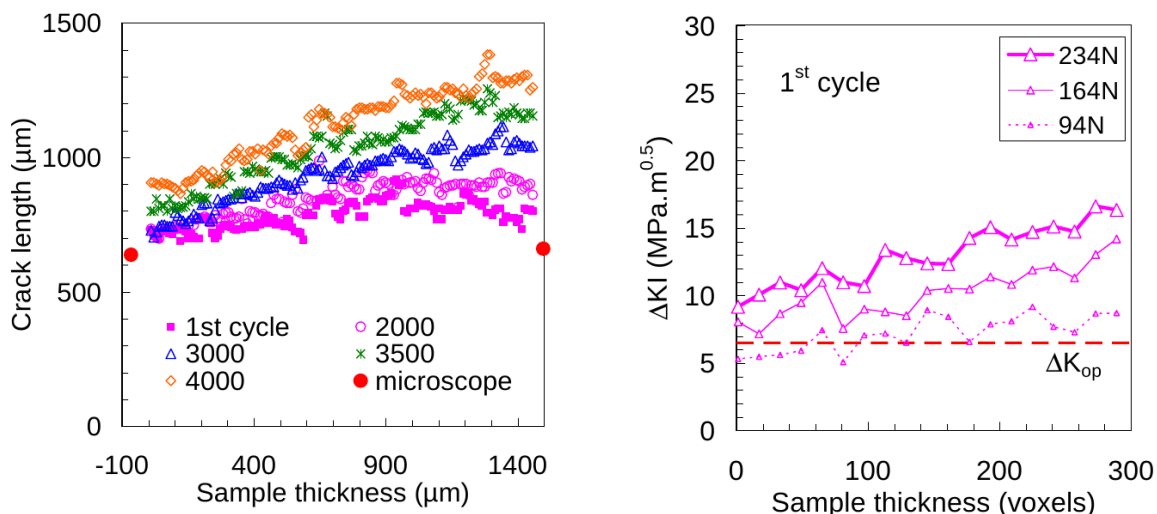 1500
1000
500
0
-100
400
900
1400
Crack length (µm)
Sample thickness (µm)
1st cycle
2000
3000
3500
4000
microscope
30
25
20
15
10
5
0
0
100
200
300
ΔKI (MPa.m^0.5)
Sample thickness (voxels)
1st cycle
234N
164N
94N
ΔKop